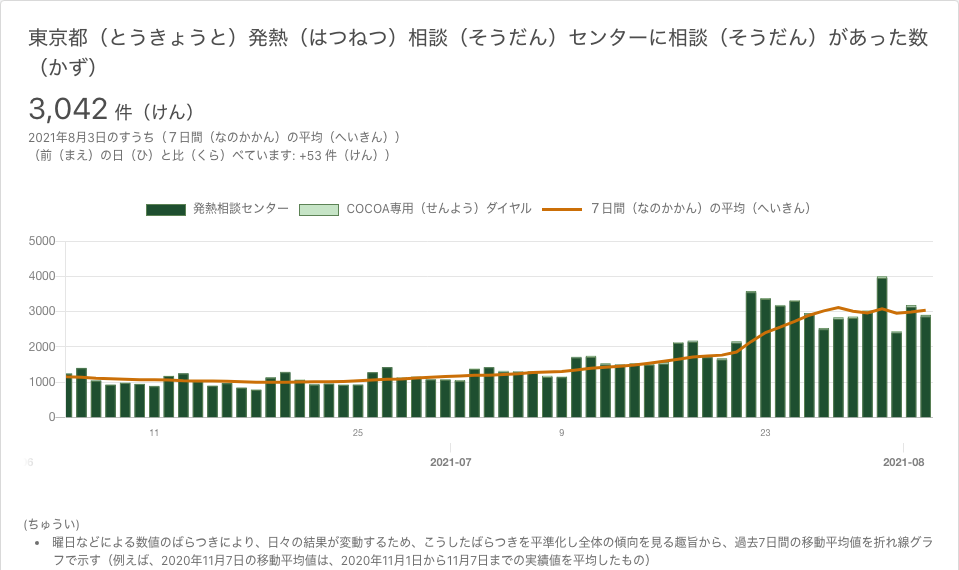 東京都（とうきょうと）発熱（はつねつ）相談（そうだん）センターに相談（そうだん）があった数
（かず）
3,042 件（けん）
2021年8月3日のすうち（７日間（なのかかん）の平均（へいきん））
（前（まえ）の日（ひ）と比（くら）べています: +53 件（けん））
発熱相談センター COCOA専用（せんよう）ダイヤル ７日間（なのかかん）の平均（へいきん）
5000
4000
3000
2000
1000
0
11 25 9 23
2021-07 2021-08
(ちゅうい)
• 曜日などによる数値のばらつきにより、日々の結果が変動するため、こうしたばらつきを平準化し全体の傾向を見る趣旨から、過去7日間の移動平均値を折れ線グラ
フで示す（例えば、2020年11月7日の移動平均値は、2020年11月1日から11月7日までの実績値を平均したもの）